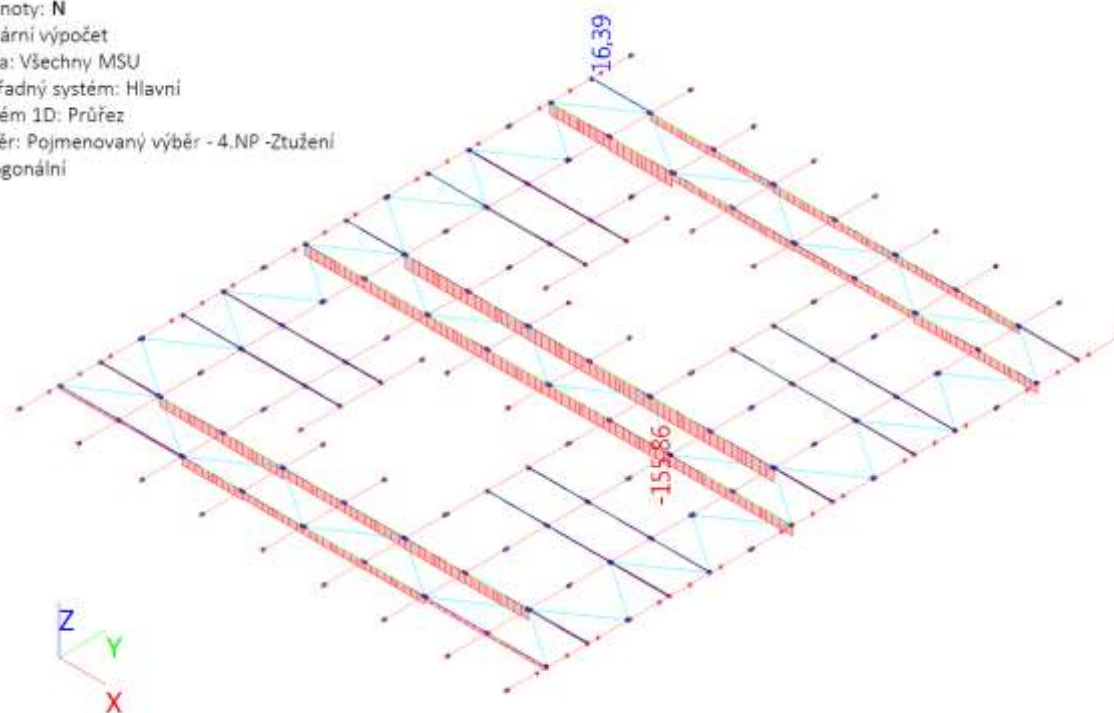 noty: N
ární výpočet
a: Všechny MSU
řadný systém: Hlavní
ém 1D: Průřez
ěr: Pojmenovaný výběr - 4.NP -Ztužení
gonální
16,39
-155,86
Z
Y
X